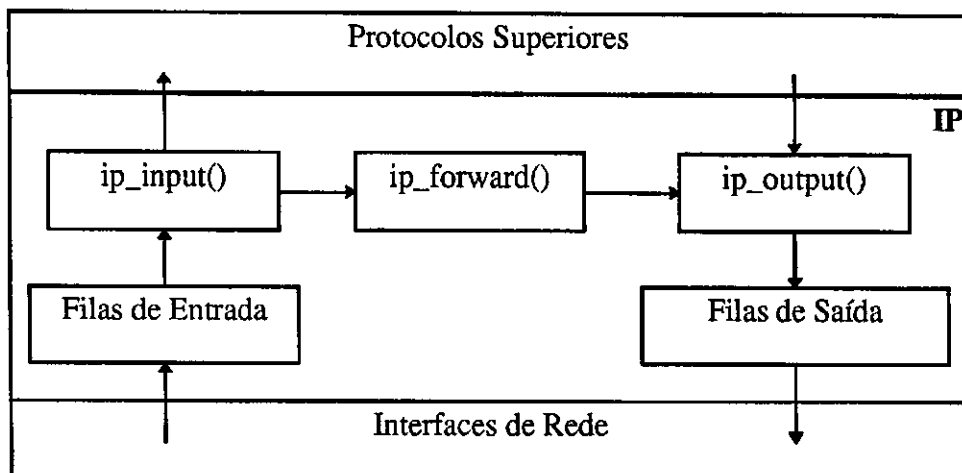 Protocolos Superiores
IP
ip_input()
ip_forward()
ip_output()
Filas de Entrada
Filas de Saída
Interfaces de Rede